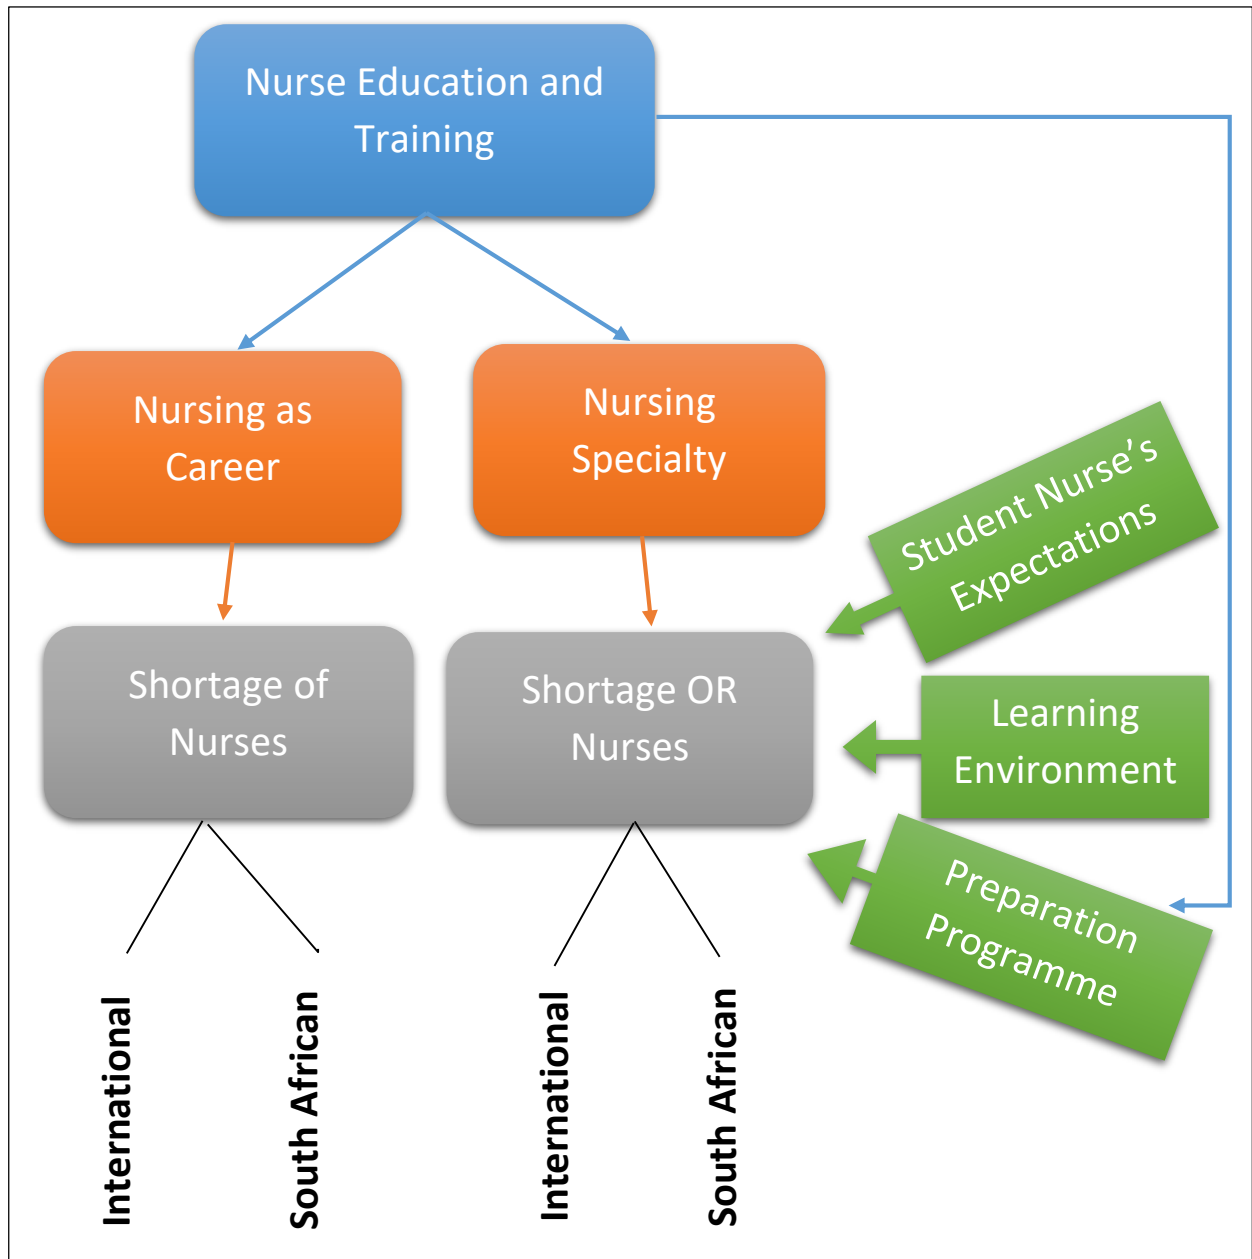 Nurse Education and
Training
Nursing as
Career
Nursing
Specialty
Student Nurse’s
Expectations
Shortage of
Nurses
Shortage OR
Nurses
Learning
Environment
Preparation
Programme
International
South African
International
South African